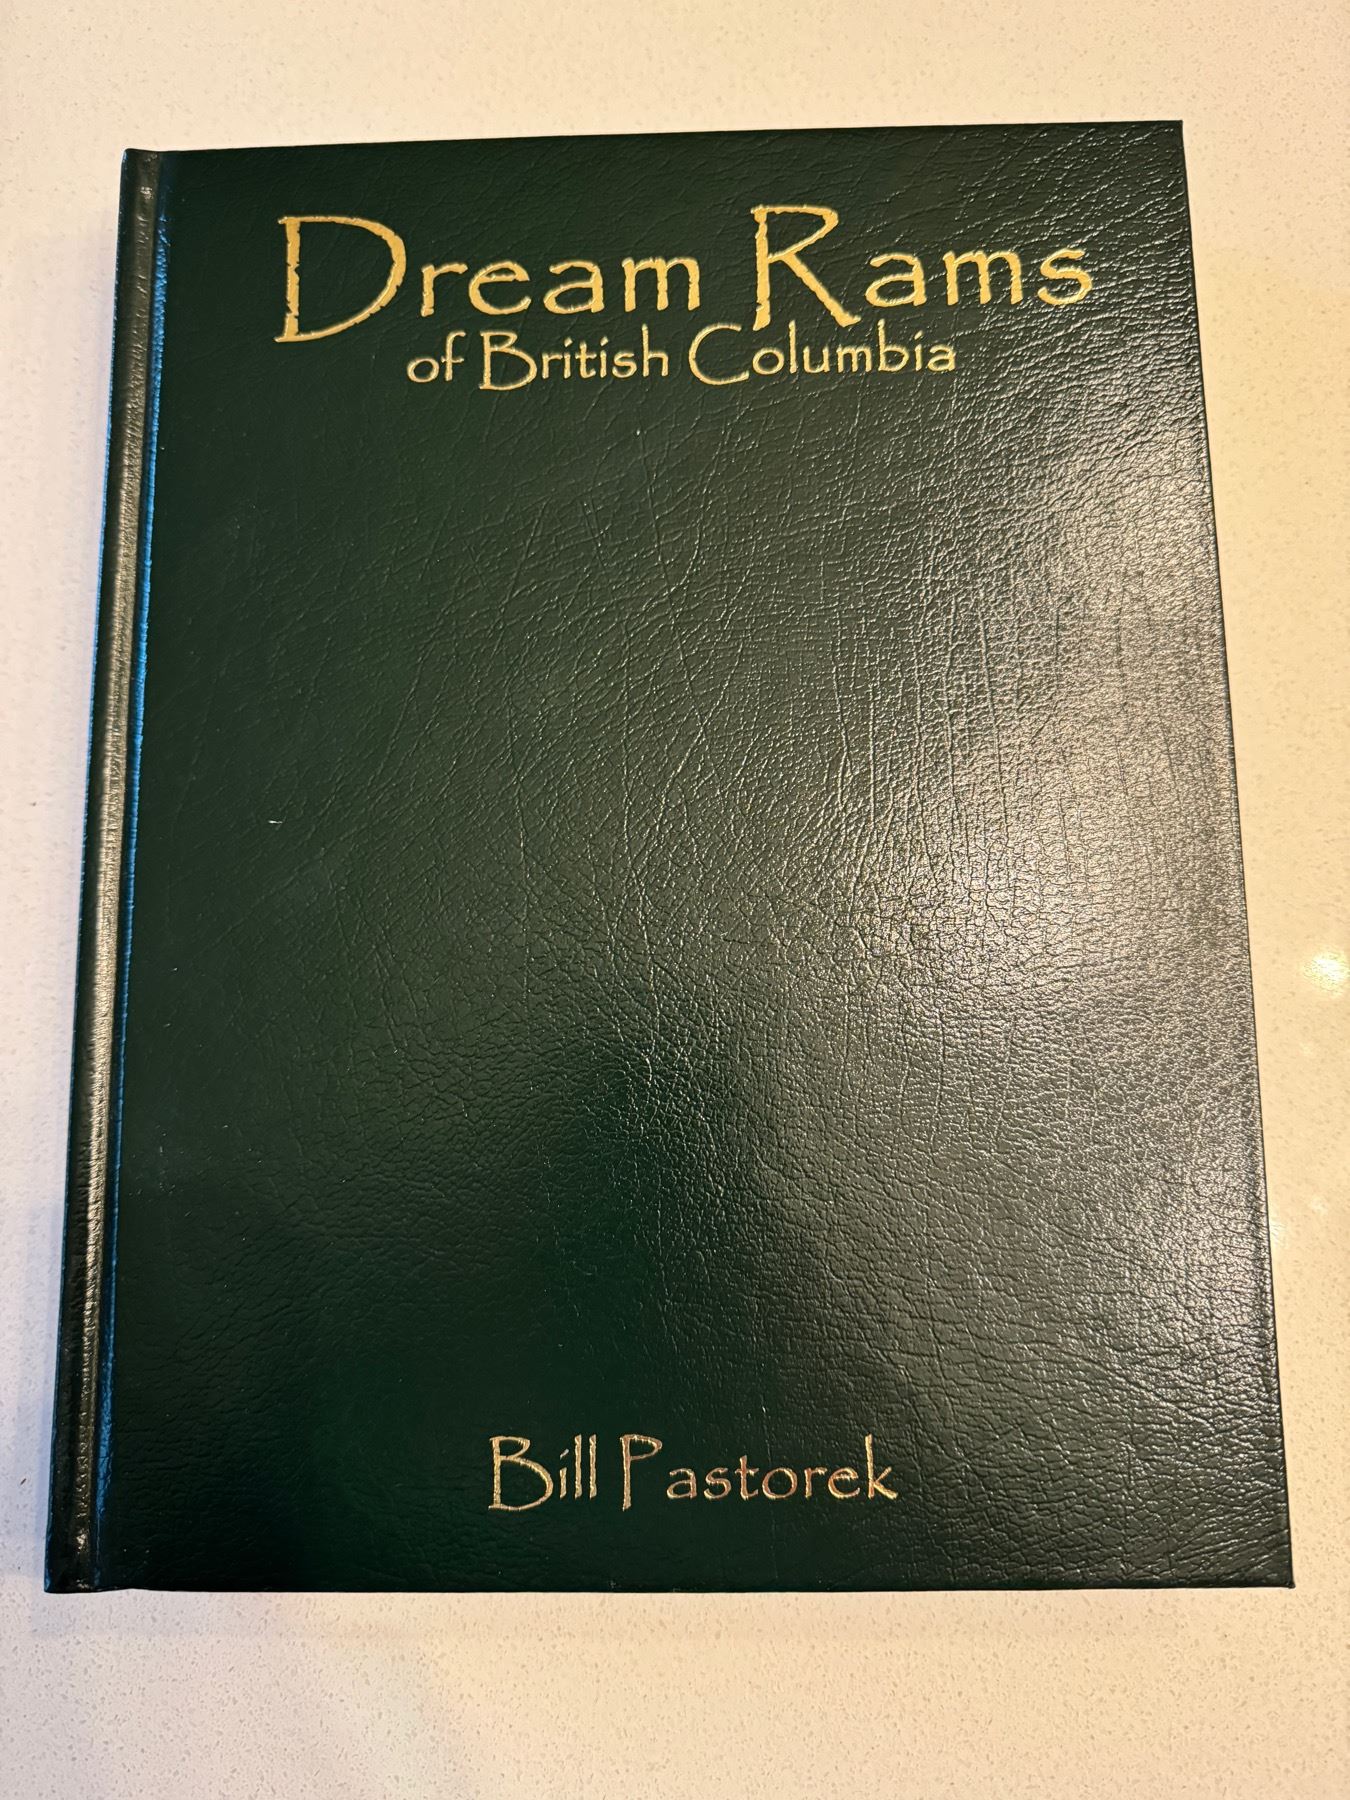 Dream Rams
of British Columbia
Bill Pastorek